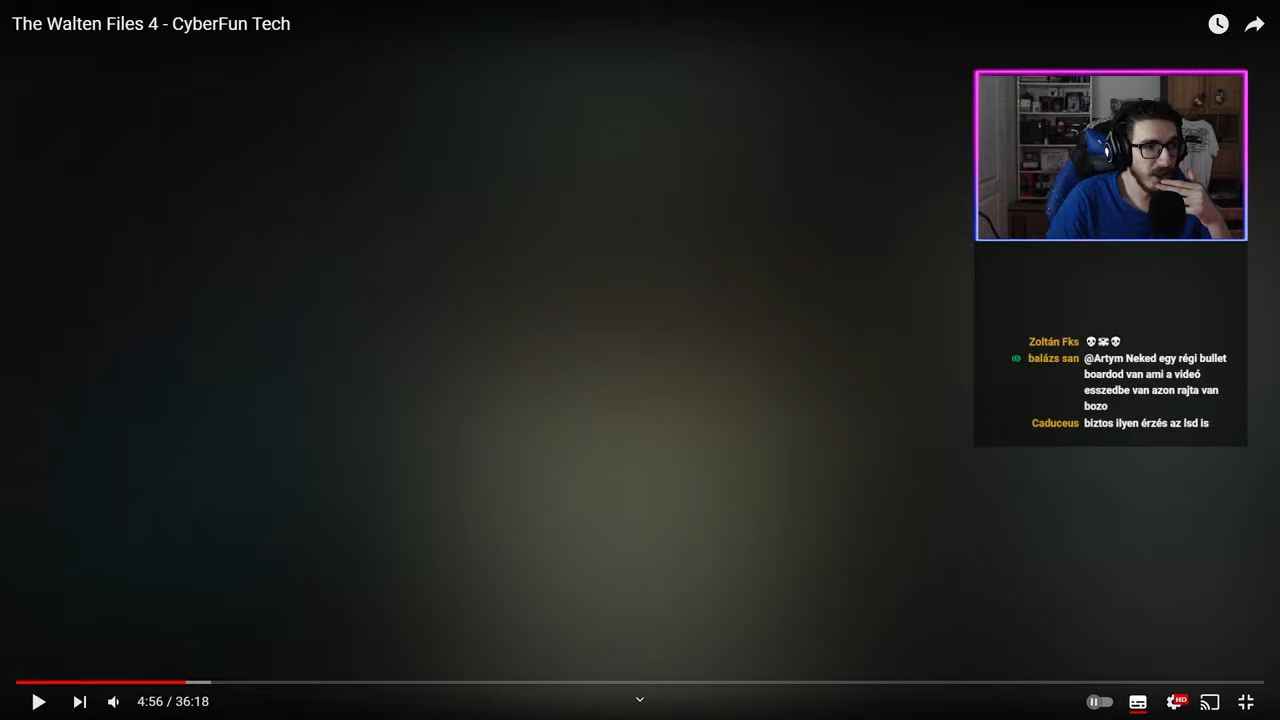 The Walten Files 4 - CyberFun Tech
Zoltán Fks 💀☠💀
balázs san @Artym Neked egy régi bullet
boardod van ami a videó
esszedbe van azon rajta van
bozo
Caduceus biztos ilyen érzés az lsd is
4:56 / 36:18
HD